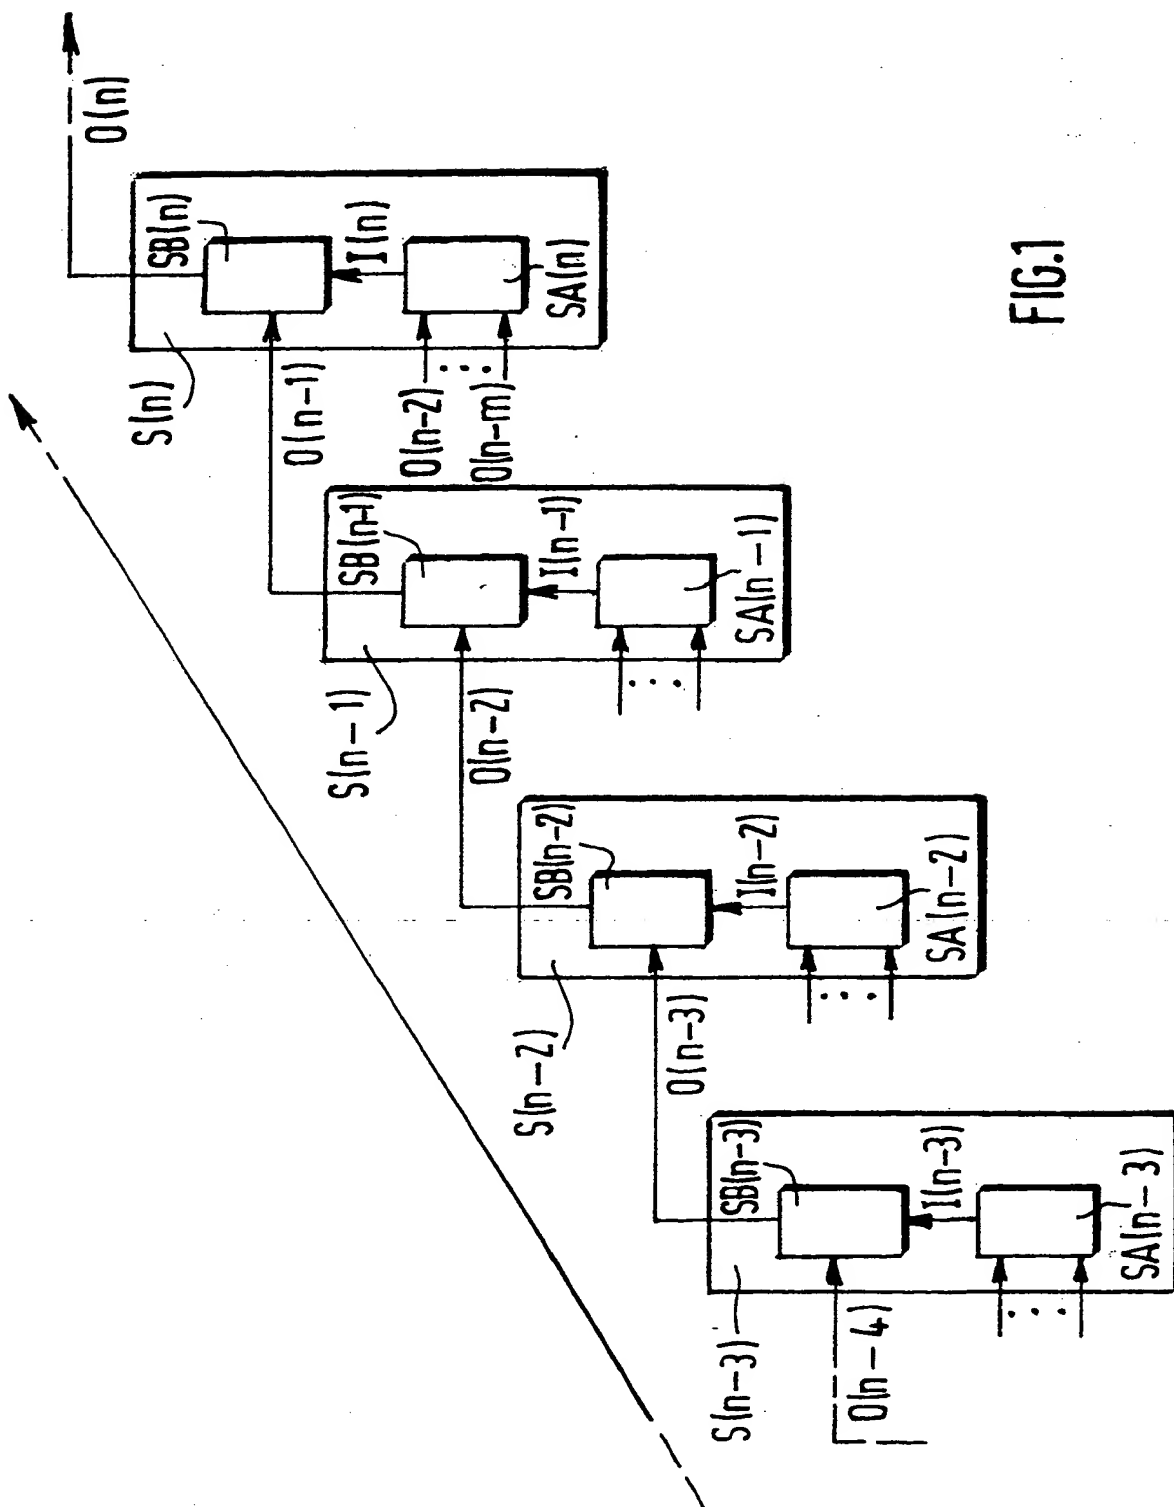 O(n)
SB(n)
I(n)
SA(n)
S(n)
O(n-1)
O(n-2)
O(n-m)
SB(n-1)
I(n-1)
SA(n-1)
S(n-1)
O(n-2)
SB(n-2)
I(n-2)
SA(n-2)
S(n-2)
O(n-3)
SB(n-3)
I(n-3)
SA(n-3)
S(n-3)
O(n-4)
FIG.1